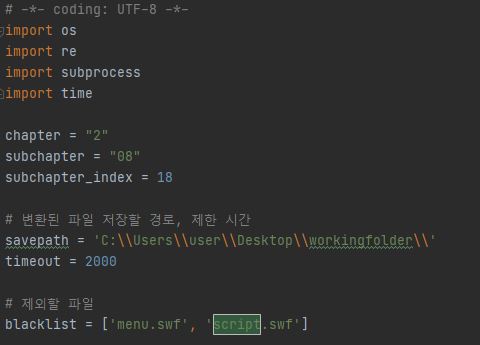 # -*- coding: UTF-8 -*-
import os
import re
import subprocess
import time
chapter = "2"
subchapter = "08"
subchapter_index = 18
# 변환된 파일 저장할 경로, 제한 시간
savepath = 'C:\\Users\\user\\Desktop\\workingfolder\\'
timeout = 2000
# 제외할 파일
blacklist = ['menu.swf', 'script.swf']